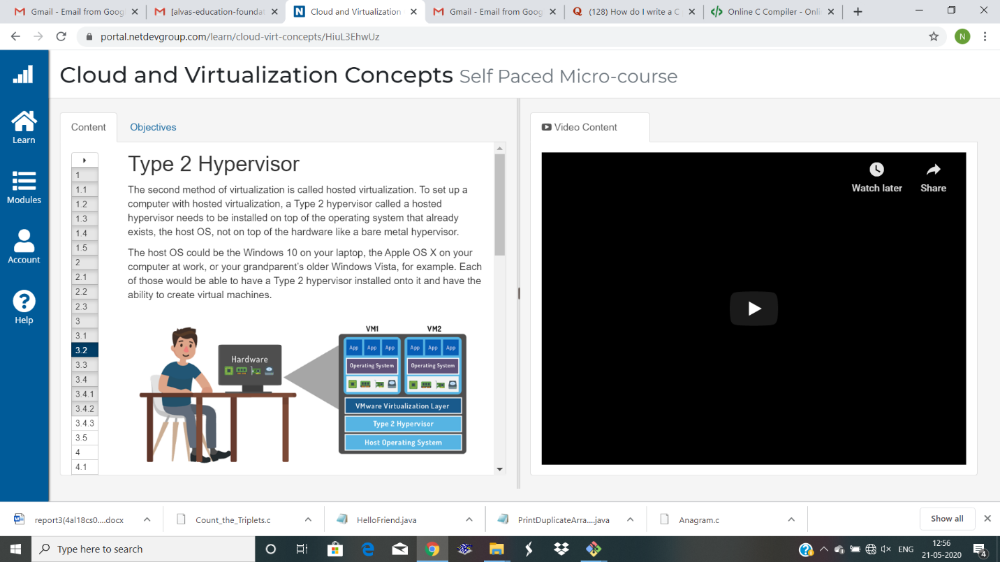 Gmail - Email from Goog
[alvas-education-foundat
Cloud and Virtualization
Gmail - Email from Goog
(128) How do I write a C
Online C Compiler - Onli
portal.netdevgroup.com/learn/cloud-virt-concepts/HiuL3EhwUz
N
Cloud and Virtualization Concepts Self Paced Micro-course
Learn
Modules
Account
Help
Content
Objectives
1
1.1
1.2
1.3
1.4
1.5
2
2.1
2.2
2.3
3
3.1
3.2
3.3
3.4
3.4.1
3.4.2
3.4.3
3.5
4
4.1
Type 2 Hypervisor
The second method of virtualization is called hosted virtualization. To set up a
computer with hosted virtualization, a Type 2 hypervisor called a hosted
hypervisor needs to be installed on top of the operating system that already
exists, the host OS, not on top of the hardware like a bare metal hypervisor.
The host OS could be the Windows 10 on your laptop, the Apple OS X on your
computer at work, or your grandparent's older Windows Vista, for example. Each
of those would be able to have a Type 2 hypervisor installed onto it and have the
ability to create virtual machines.
Hardware
VM1
VM2
App App App
App App App
Operating System
Operating System
VMware Virtualization Layer
Type 2 Hypervisor
Host Operating System
Video Content
Watch later
Share
report3(4al18cs0....docx
Count_the_Triplets.c
HelloFriend.java
PrintDuplicateArra....java
Anagram.c
Show all
Type here to search
ENG
12:56
21-05-2020
4